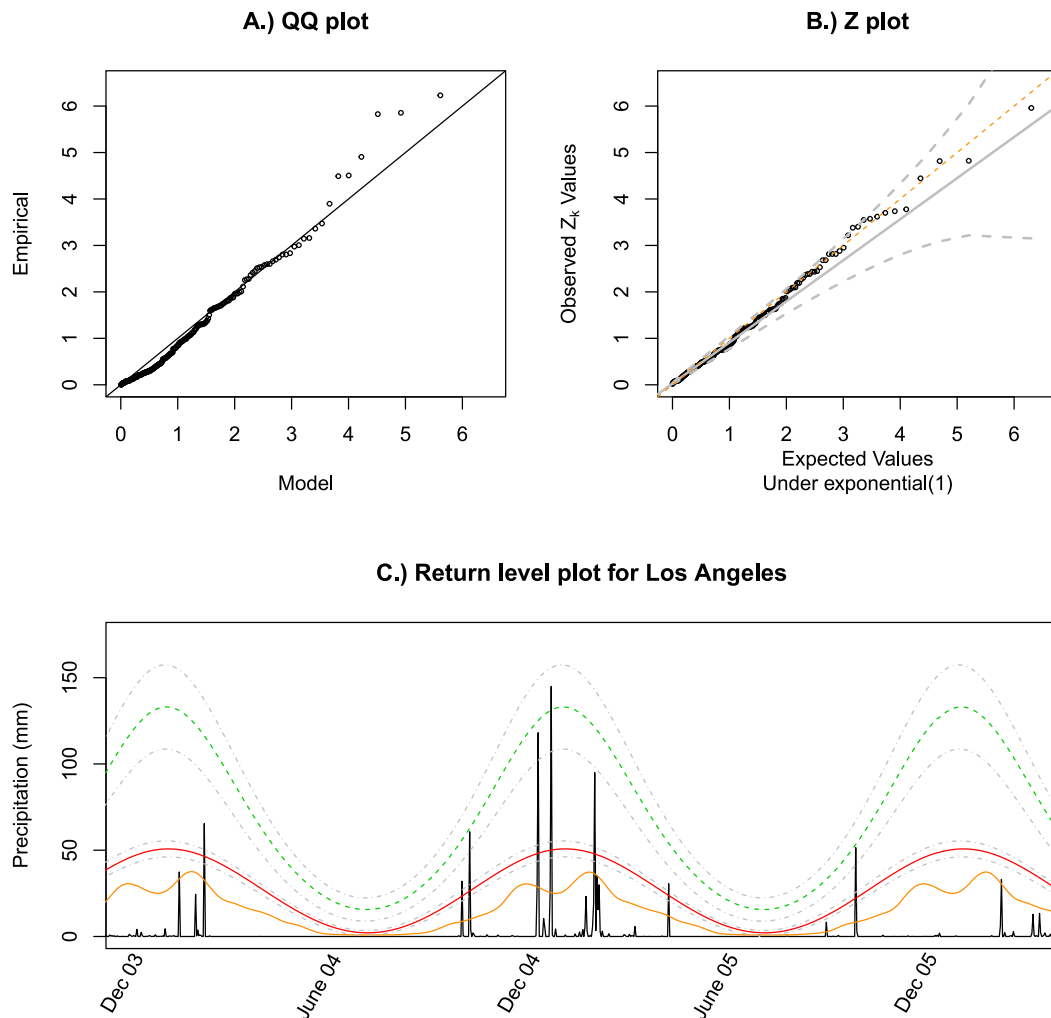 A.) QQ plot
Empirical
0 1 2 3 4 5 6
0 1 2 3 4 5 6
Model
B.) Z plot
Observed Zk Values
0 1 2 3 4 5 6
0 1 2 3 4 5 6
Expected Values
Under exponential(1)
C.) Return level plot for Los Angeles
Precipitation (mm)
0 50 100 150
Dec 03
June 04
Dec 04
June 05
Dec 05